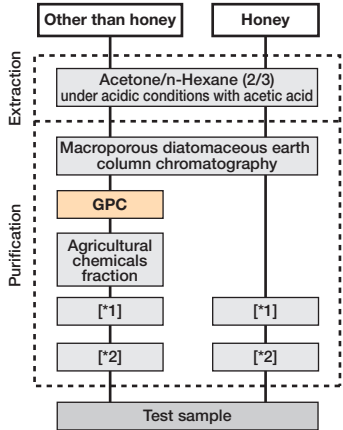 Other than honey
Honey
Extraction
Acetone/n-Hexane (2/3)
under acidic conditions with acetic acid
Purification
Macroporous diatomaceous earth
column chromatography
GPC
Agricultural
chemicals
fraction
[*1]
[*1]
[*2]
[*2]
Test sample